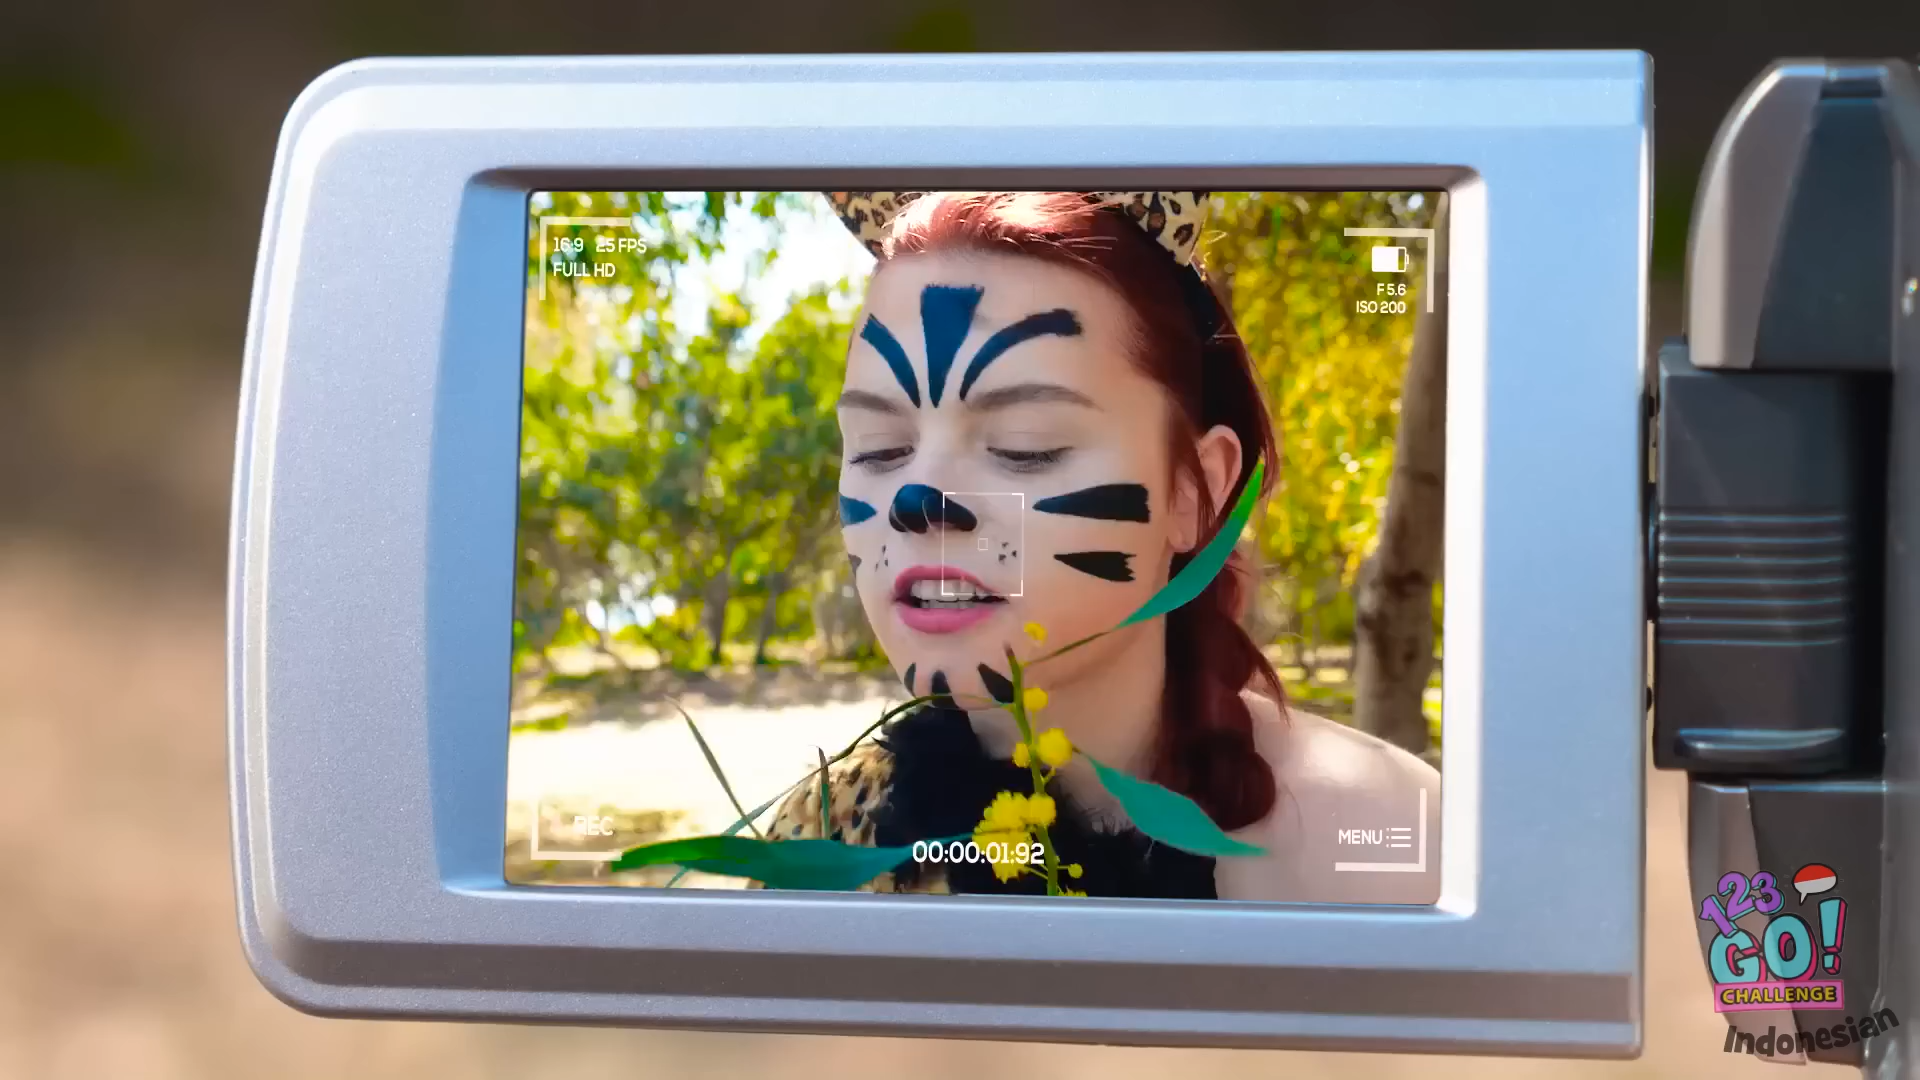 16:9 25 FPS
FULL HD
F 5.6
ISO 200
REC
00:00:01:92
MENU
123
GO!
CHALLENGE
Indonesian